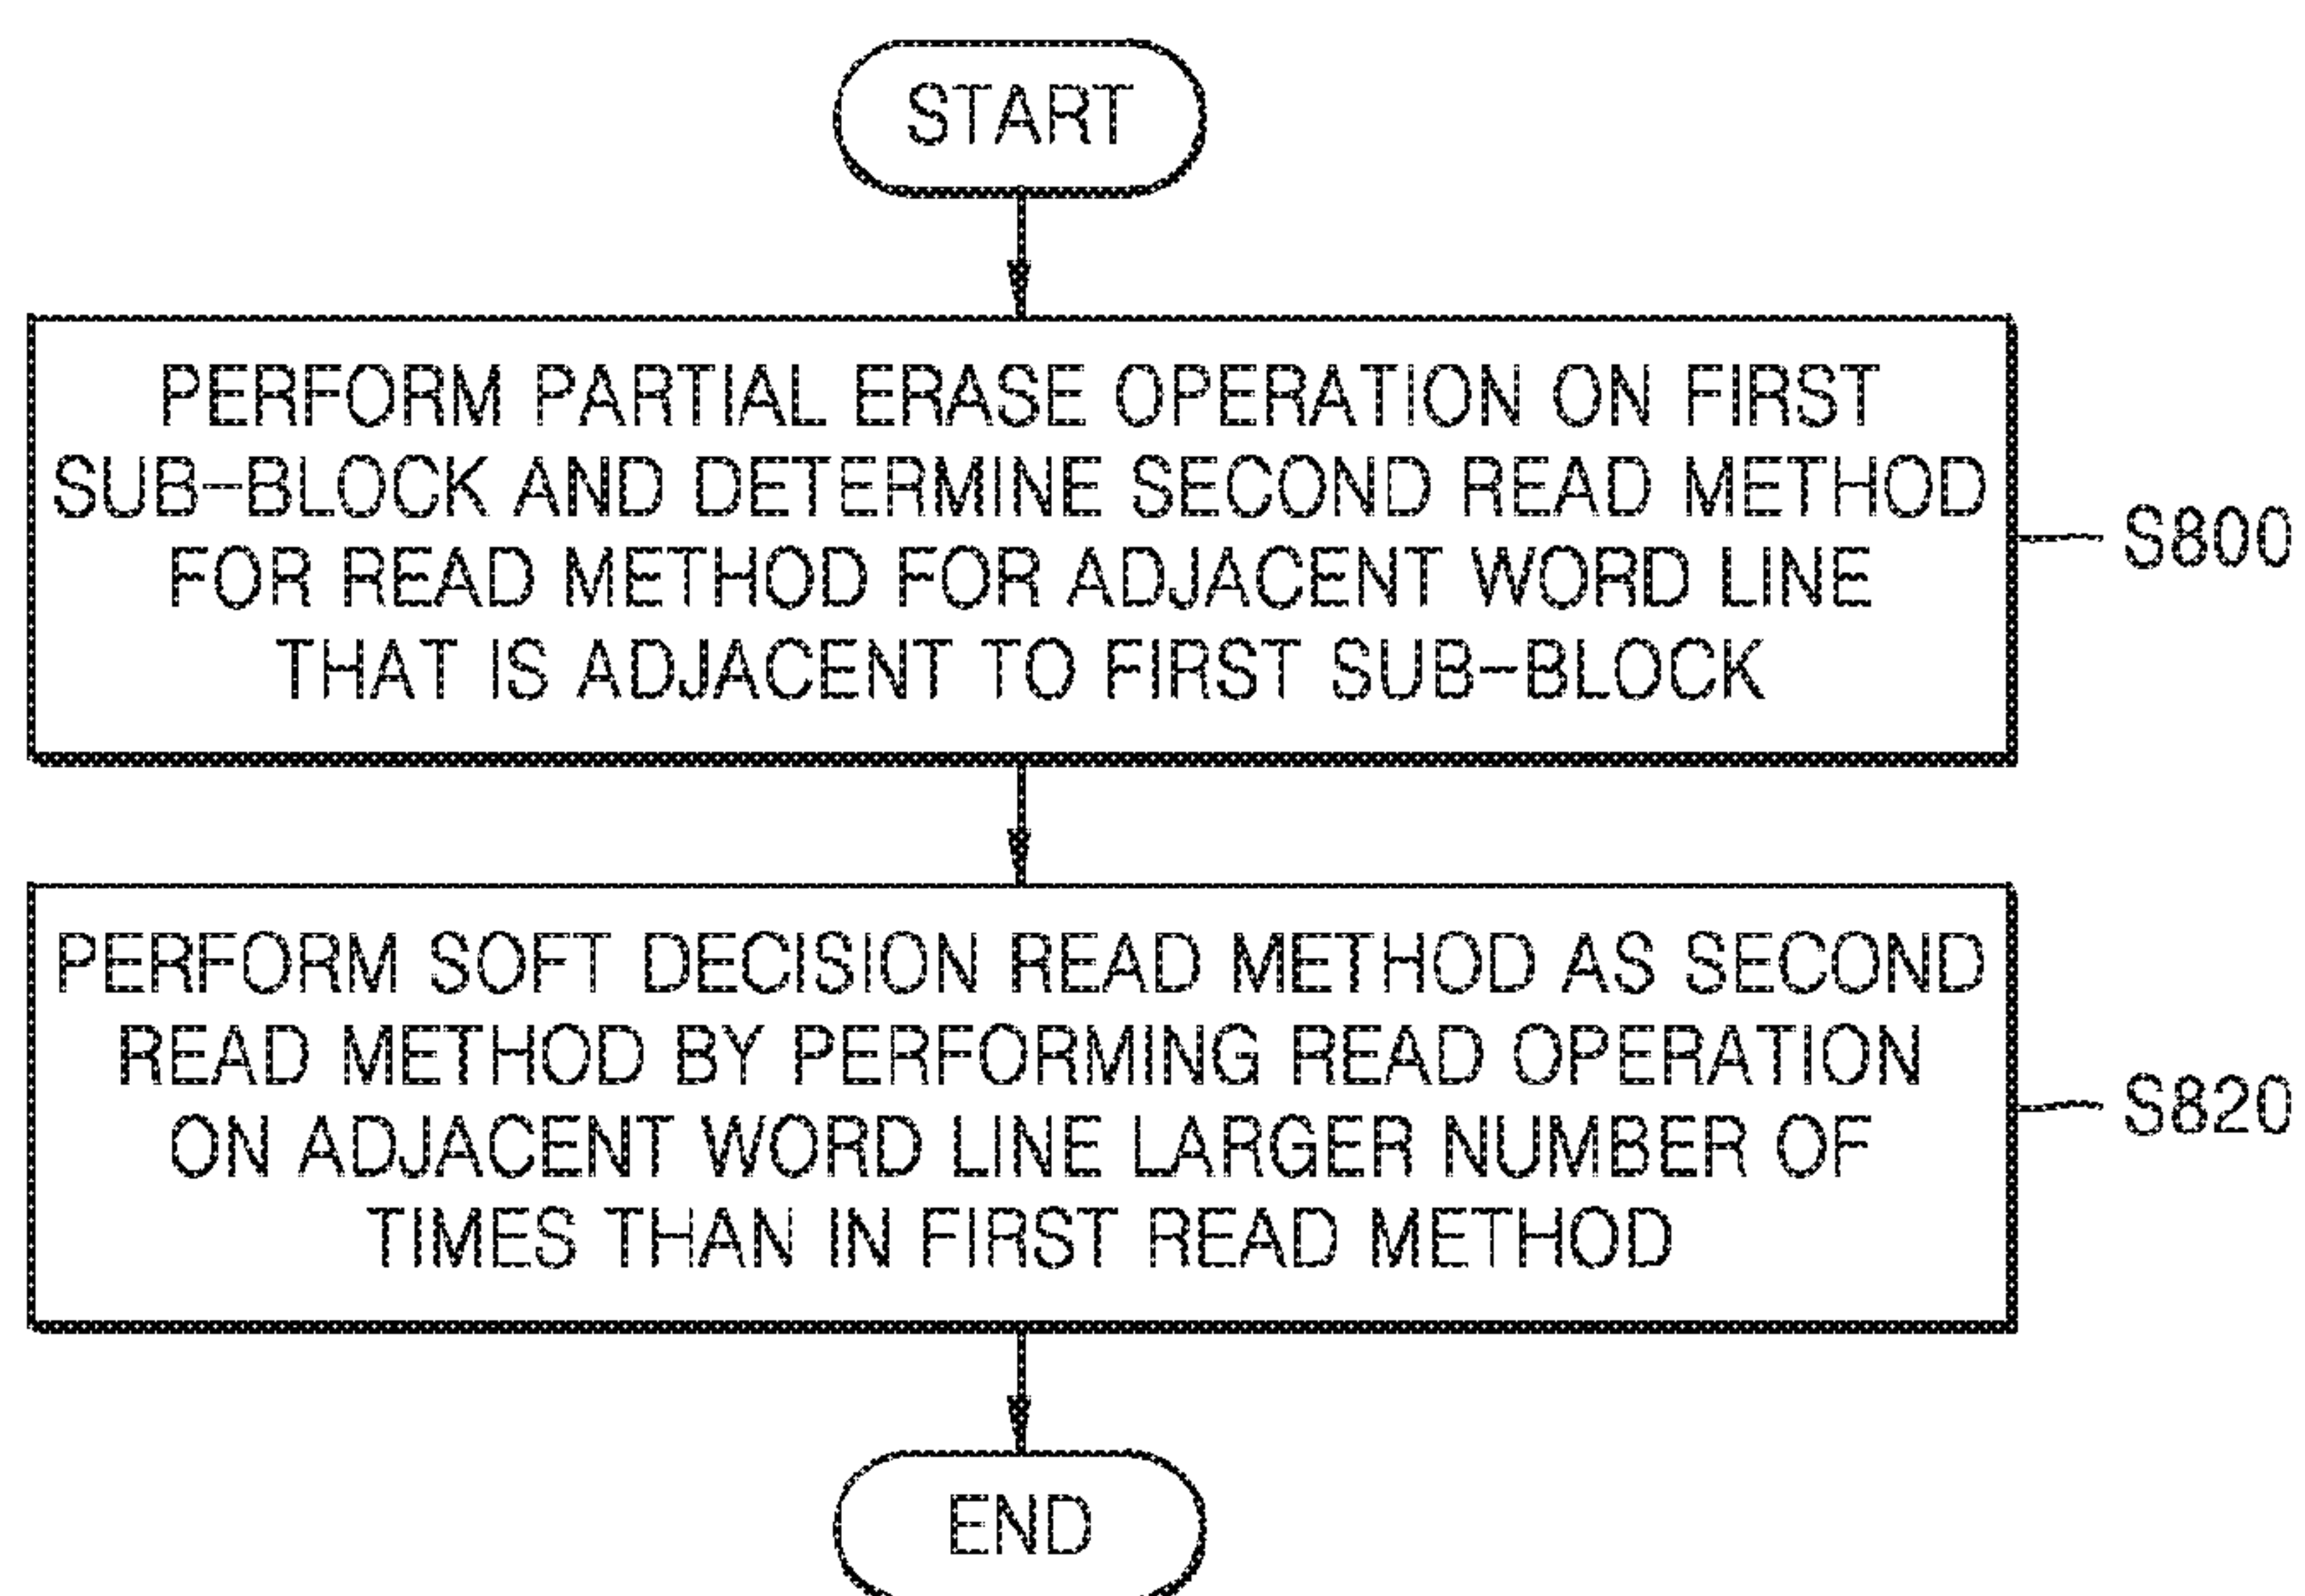 START
PERFORM PARTIAL ERASE OPERATION ON FIRST
SUB-BLOCK AND DETERMINE SECOND READ METHOD
FOR READ METHOD FOR ADJACENT WORD LINE
THAT IS ADJACENT TO FIRST SUB-BLOCK
S800
PERFORM SOFT DECISION READ METHOD AS SECOND
READ METHOD BY PERFORMING READ OPERATION
ON ADJACENT WORD LINE LARGER NUMBER OF
TIMES THAN IN FIRST READ METHOD
S820
END